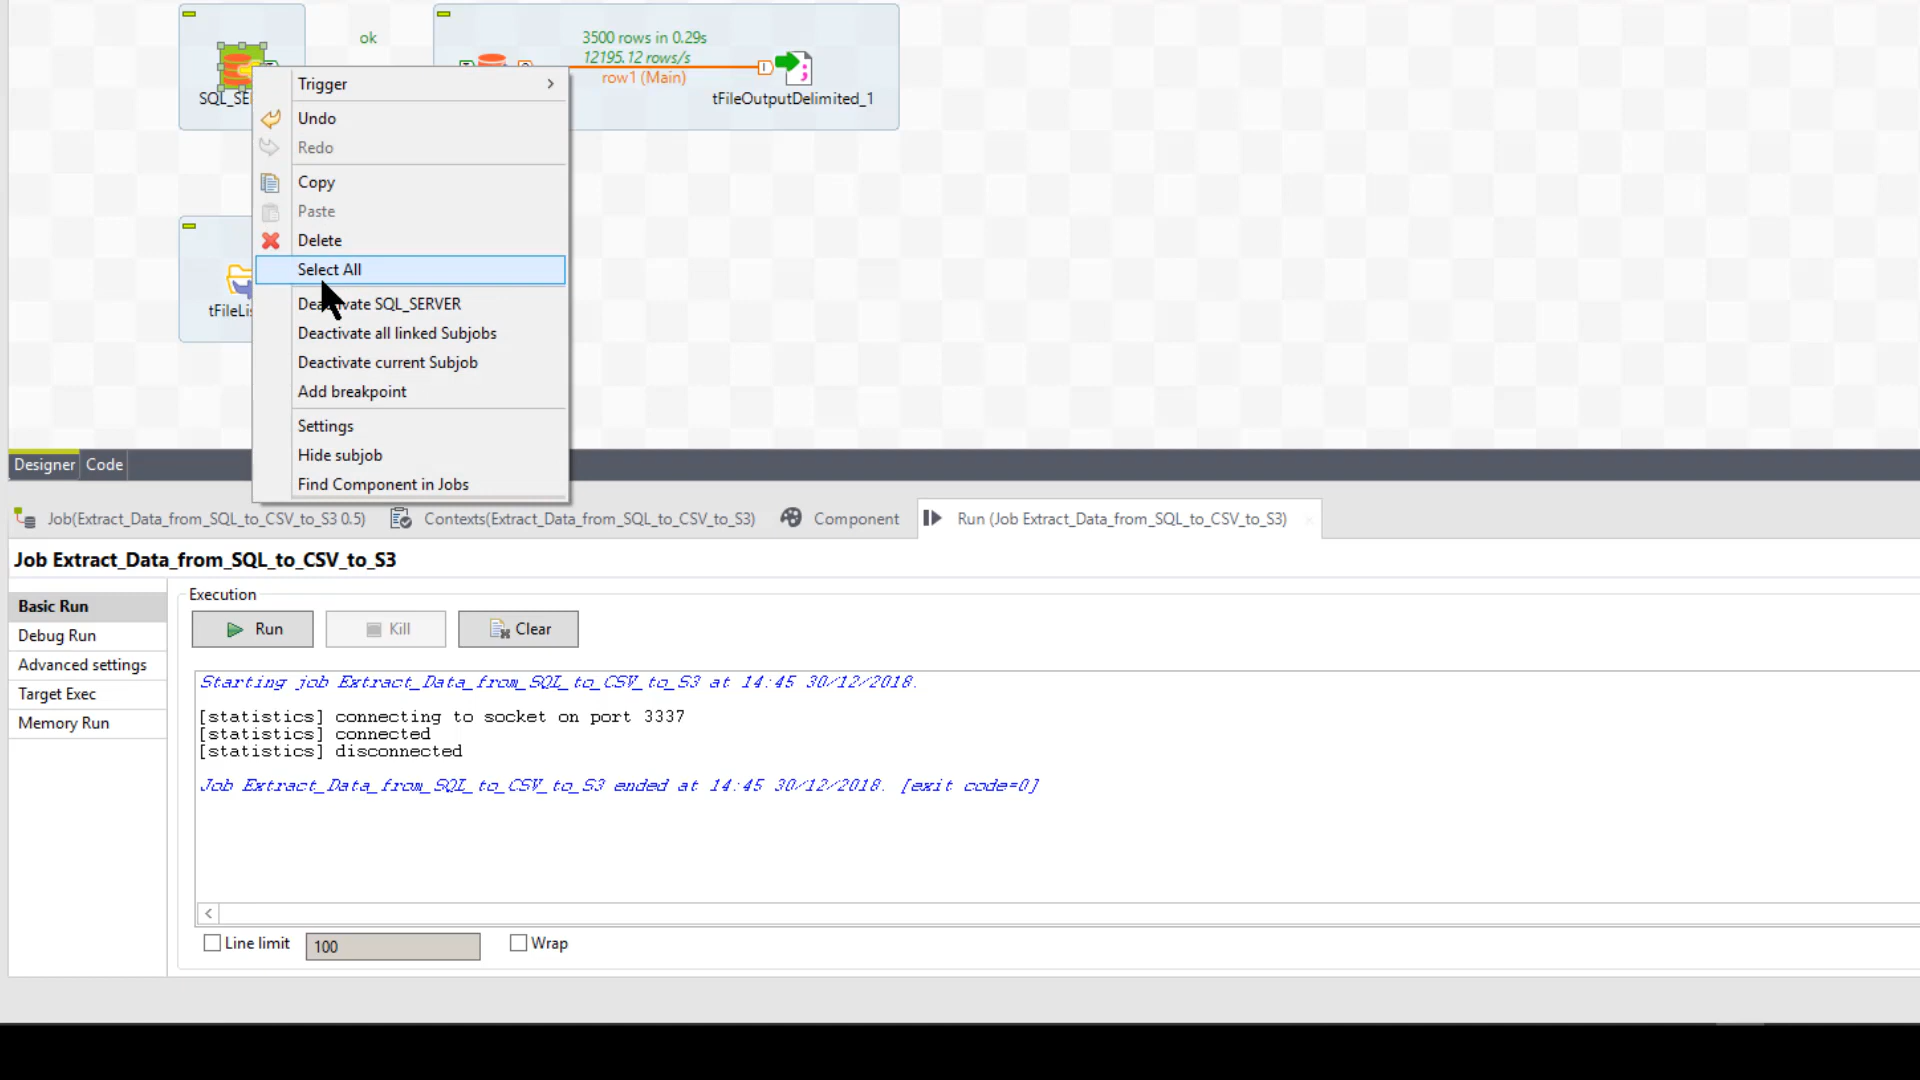 ok
3500 rows in 0.29s
12195.12 rows/s
row1 (Main)
tFileOutputDelimited_1
Trigger
Undo
Redo
Copy
Paste
Delete
Select All
Deactivate SQL_SERVER
Deactivate all linked Subjobs
Deactivate current Subjob
Add breakpoint
Settings
Hide subjob
Find Component in Jobs
SQL_SE
tFileLis
Designer Code
Job(Extract_Data_from_SQL_to_CSV_to_S3 0.5) Contexts(Extract_Data_from_SQL_to_CSV_to_S3) Component Run (Job Extract_Data_from_SQL_to_CSV_to_S3)
Job Extract_Data_from_SQL_to_CSV_to_S3
Basic Run
Debug Run
Advanced settings
Target Exec
Memory Run
Execution
Run Kill Clear
Starting job Extract_Data_from_SQL_to_CSV_to_S3 at 14:45 30/12/2018.
[statistics] connecting to socket on port 3337
[statistics] connected
[statistics] disconnected
Job Extract_Data_from_SQL_to_CSV_to_S3 ended at 14:45 30/12/2018. [exit code=0]
Line limit 100 Wrap